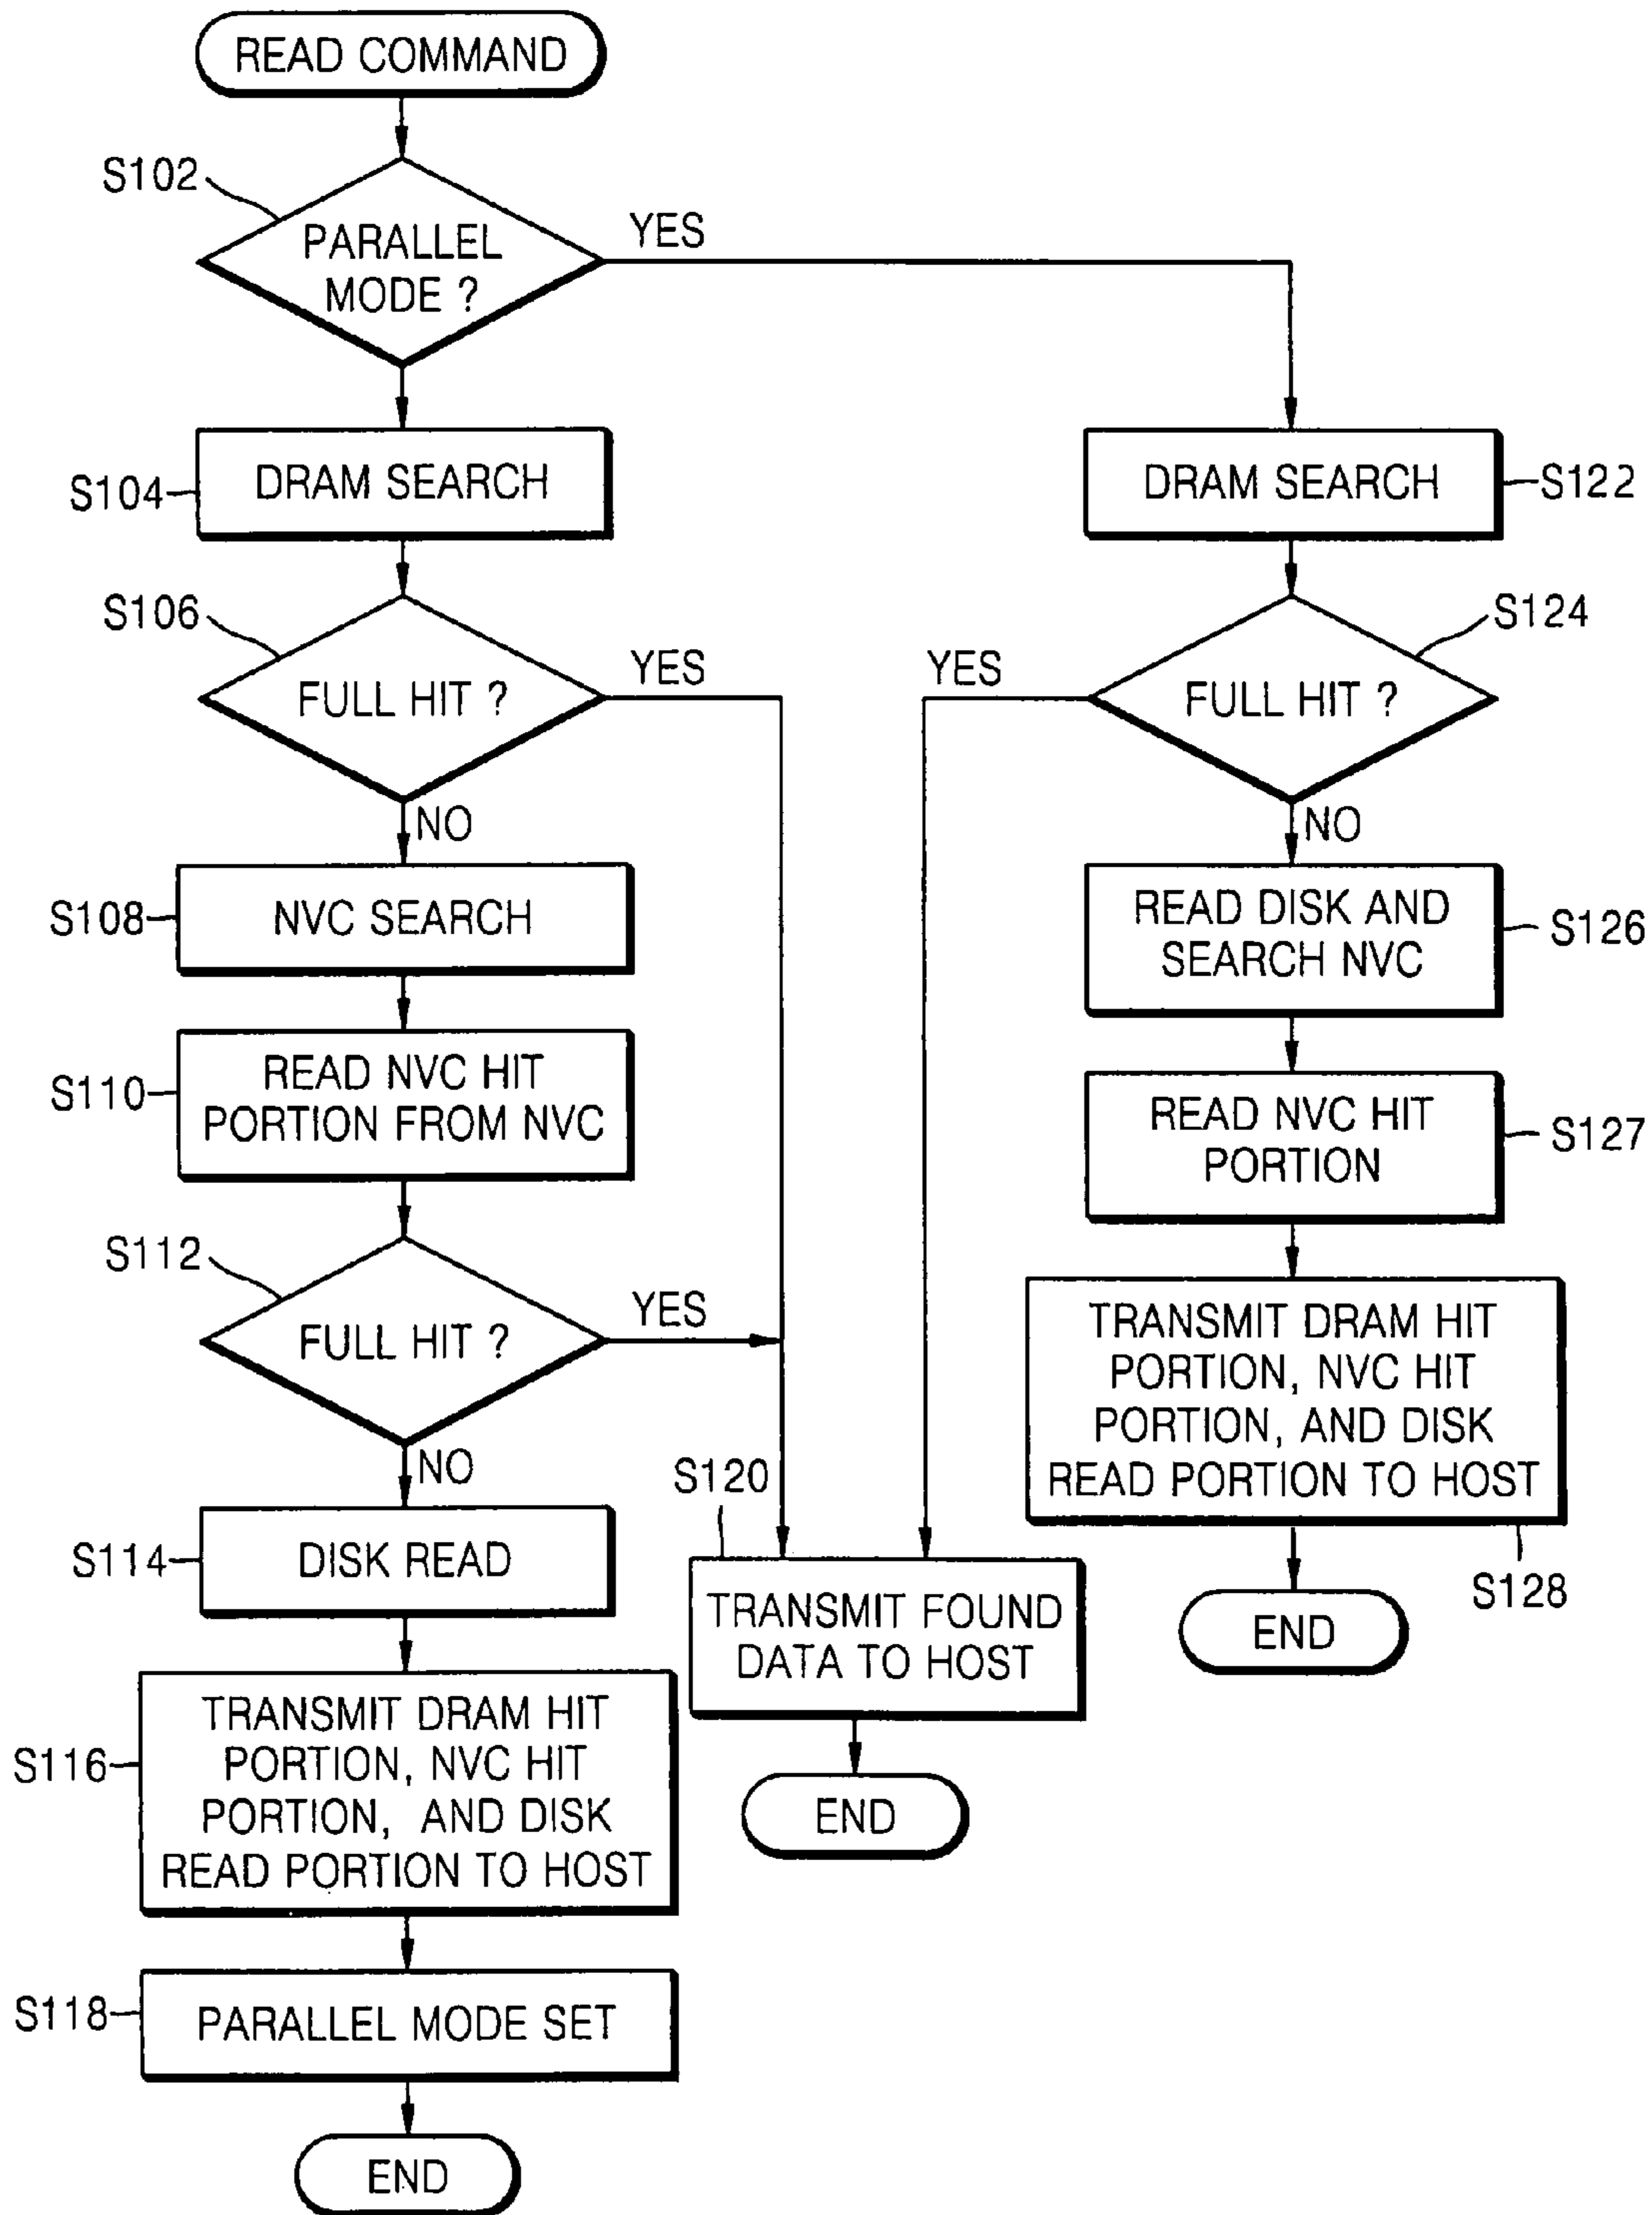 READ COMMAND
S102
PARALLEL
MODE ?
YES
S104
DRAM SEARCH
S106
FULL HIT ?
YES
NO
S108
NVC SEARCH
S110
READ NVC HIT
PORTION FROM NVC
S112
FULL HIT ?
YES
NO
S114
DISK READ
S116
TRANSMIT DRAM HIT
PORTION, NVC HIT
PORTION, AND DISK
READ PORTION TO HOST
S118
PARALLEL MODE SET
END
S120
TRANSMIT FOUND
DATA TO HOST
END
DRAM SEARCH
S122
S124
YES
FULL HIT ?
NO
READ DISK AND
SEARCH NVC
S126
READ NVC HIT
PORTION
S127
TRANSMIT DRAM HIT
PORTION, NVC HIT
PORTION, AND DISK
READ PORTION TO HOST
S128
END